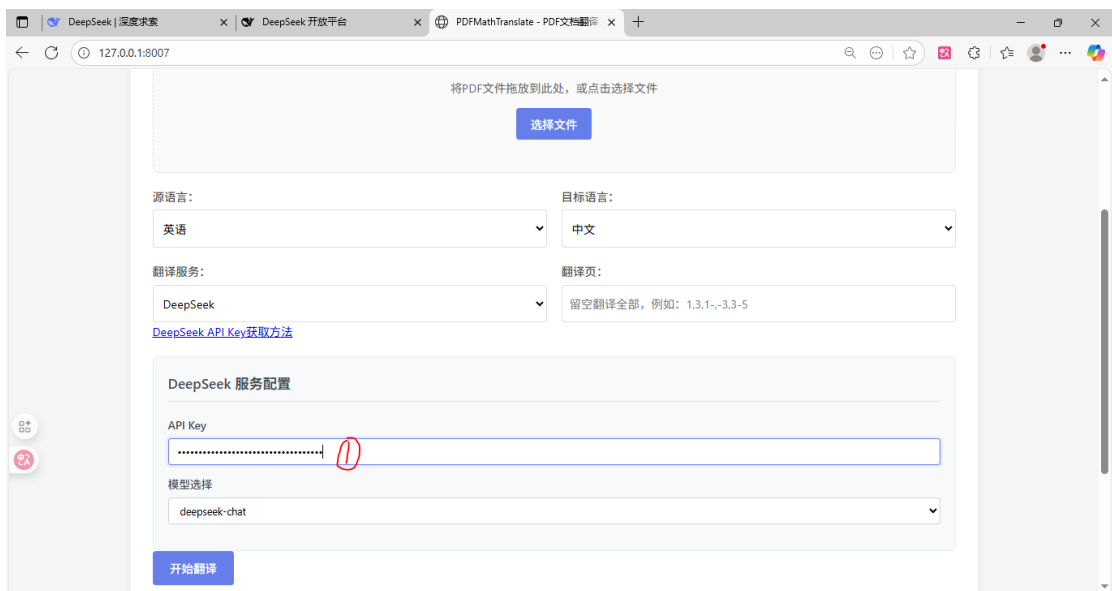 DeepSeek | 深度求索
DeepSeek 开放平台
PDFMathTranslate - PDF文档翻译
127.0.0.1:8007
将PDF文件拖放到此处，或点击选择文件
选择文件
源语言：
目标语言：
英语
中文
翻译服务：
翻译页：
DeepSeek
留空翻译全部，例如：1,3,1-,-3,3-5
DeepSeek API Key获取方法
DeepSeek 服务配置
API Key
①
模型选择
deepseek-chat
开始翻译